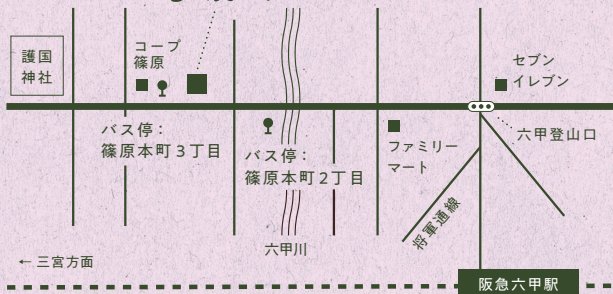 護国
神社
コープ
篠原
セブン
イレブン
バス停：
篠原本町3丁目
バス停：
篠原本町2丁目
ファミリー
マート
六甲登山口
将軍通線
六甲川
← 三宮方面
阪急六甲駅